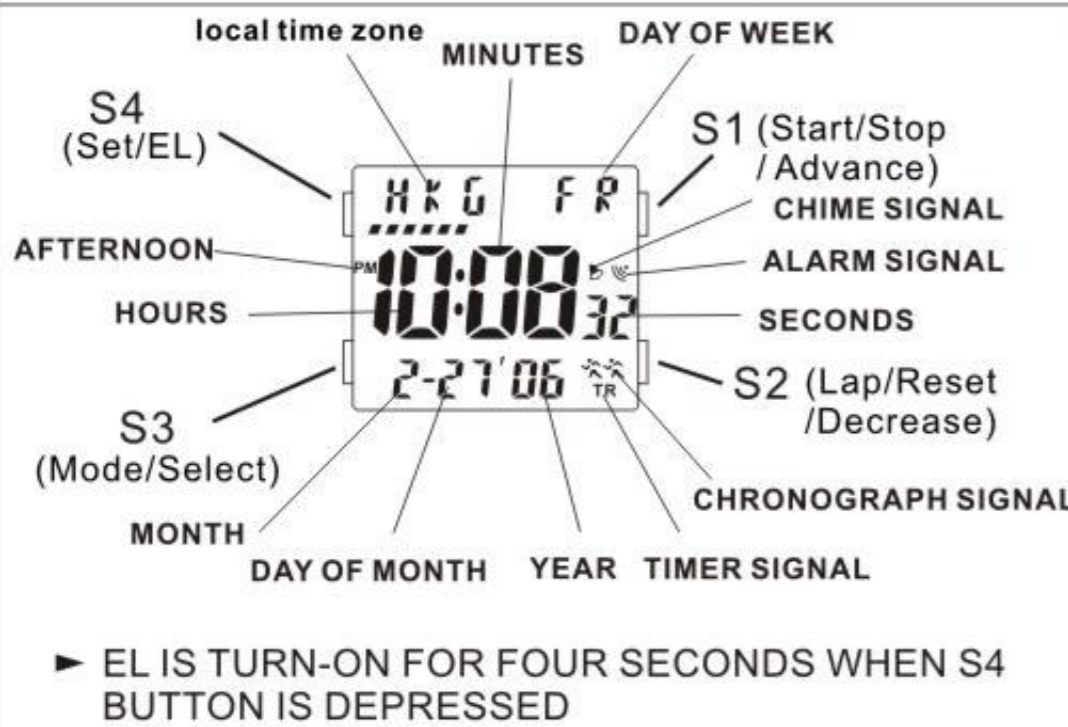 local time zone
MINUTES
DAY OF WEEK
S4
(Set/EL)
S1 (Start/Stop
/Advance)
HKG FR
CHIME SIGNAL
AFTERNOON
PM
10:08
ALARM SIGNAL
HOURS
32
SECONDS
2-27'06
TR
S2 (Lap/Reset
/Decrease)
S3
(Mode/Select)
CHRONOGRAPH SIGNAL
MONTH
DAY OF MONTH
YEAR
TIMER SIGNAL
► EL IS TURN-ON FOR FOUR SECONDS WHEN S4
BUTTON IS DEPRESSED